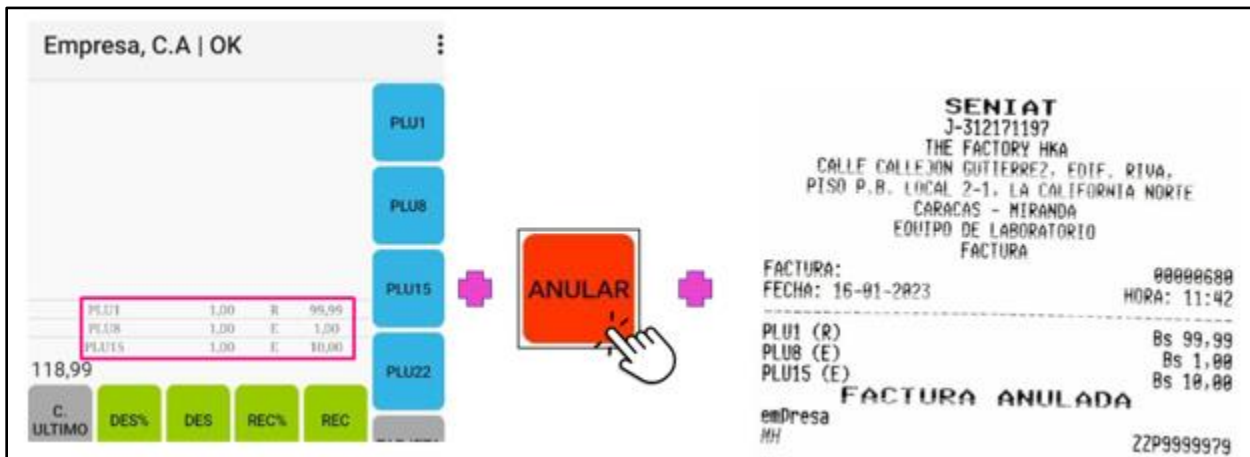 Empresa, C.A | OK
PLU1
PLU8
PLU15
PLU22
PLU1 1,00 R 99,99
PLU8 1,00 E 1,00
PLU15 1,00 E 10,00
118,99
C. ULTIMO
DES%
DES
REC%
REC
ANULAR
SENIAT
J-312171197
THE FACTORY HKA
CALLE CALLEJON GUTIERREZ, EDIF. RIVA,
PISO P.B. LOCAL 2-1, LA CALIFORNIA NORTE
CARACAS - MIRANDA
EQUIPO DE LABORATORIO
FACTURA
FACTURA: 00000680
FECHA: 16-01-2023 HORA: 11:42
PLU1 (R) Bs 99,99
PLU8 (E) Bs 1,00
PLU15 (E) Bs 10,00
FACTURA ANULADA
emPresa
MH ZZP9999979